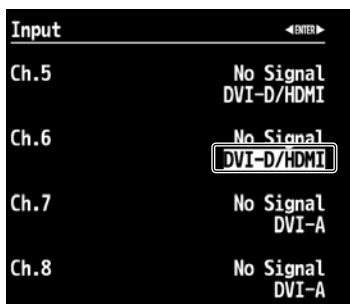 Input ◀ENTER▶
Ch.5 No Signal
DVI-D/HDMI
Ch.6 No Signal
DVI-D/HDMI
Ch.7 No Signal
DVI-A
Ch.8 No Signal
DVI-A